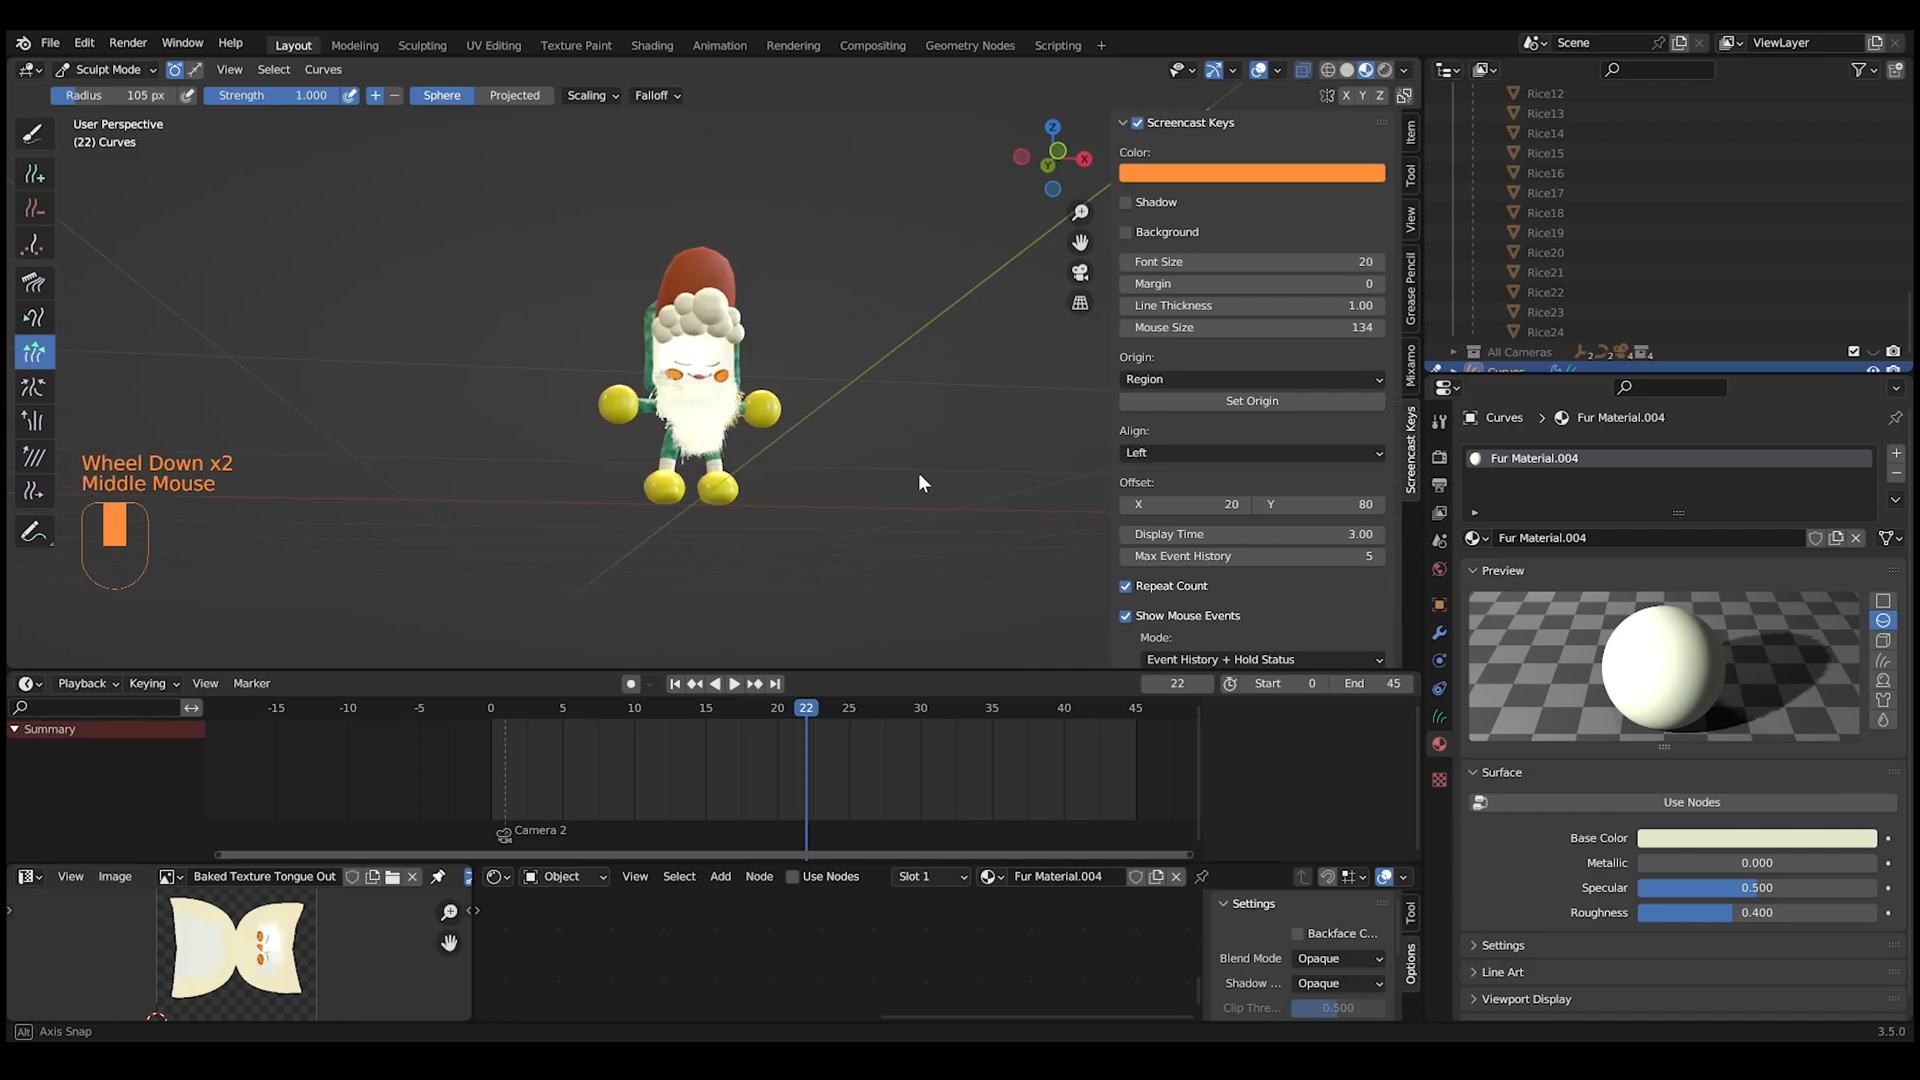 File Edit Render Window Help Layout Modeling Sculpting UV Editing Texture Paint Shading Animation Rendering Compositing Geometry Nodes Scripting + Scene ViewLayer
Sculpt Mode View Select Curves
Radius 105 px Strength 1.000 Sphere Projected Scaling Falloff X Y Z
User Perspective
(22) Curves
Z
X
Y
Wheel Down x2
Middle Mouse
Screencast Keys
Color:
Shadow
Background
Font Size 20
Margin 0
Line Thickness 1.00
Mouse Size 134
Origin:
Region
Set Origin
Align:
Left
Offset:
X 20 Y 80
Display Time 3.00
Max Event History 5
Repeat Count
Show Mouse Events
Mode:
Event History + Hold Status
Item
Tool
View
Grease Pencil
Mixamo
Screencast Keys
Rice12
Rice13
Rice14
Rice15
Rice16
Rice17
Rice18
Rice19
Rice20
Rice21
Rice22
Rice23
Rice24
All Cameras 2 2 4 4
Curves Fur Material.004
Fur Material.004
Fur Material.004
Preview
Surface
Use Nodes
Base Color
Metallic 0.000
Specular 0.500
Roughness 0.400
Settings
Line Art
Viewport Display
Playback Keying View Marker 22 Start 0 End 45
-15 -10 -5 0 5 10 15 20 22 25 30 35 40 45
Summary
Camera 2
View Image Baked Texture Tongue Out
Object View Select Add Node Use Nodes Slot 1 Fur Material.004
Settings
Backface C...
Blend Mode Opaque
Shadow ... Opaque
Clip Thre... 0.500
Tool
Options
Alt Axis Snap
3.5.0